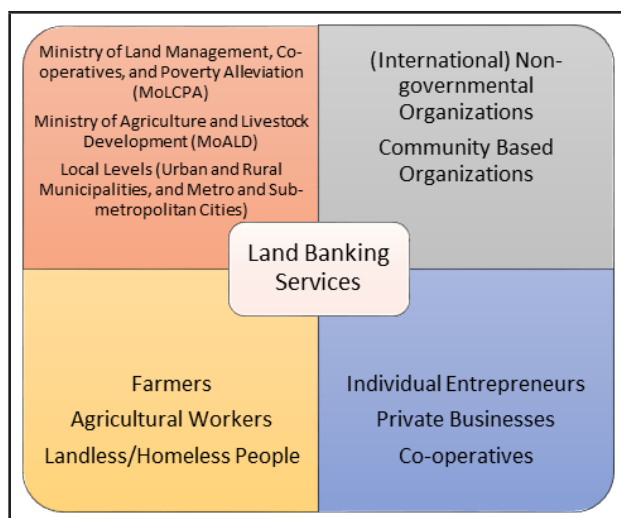 Ministry of Land Management, Co-
operatives, and Poverty Alleviation
(MoLCPA)
Ministry of Agriculture and Livestock
Development (MoALD)
Local Levels (Urban and Rural
Municipalities, and Metro and Sub-
metropolitan Cities)
(International) Non-
governmental
Organizations
Community Based
Organizations
Land Banking
Services
Farmers
Agricultural Workers
Landless/Homeless People
Individual Entrepreneurs
Private Businesses
Co-operatives